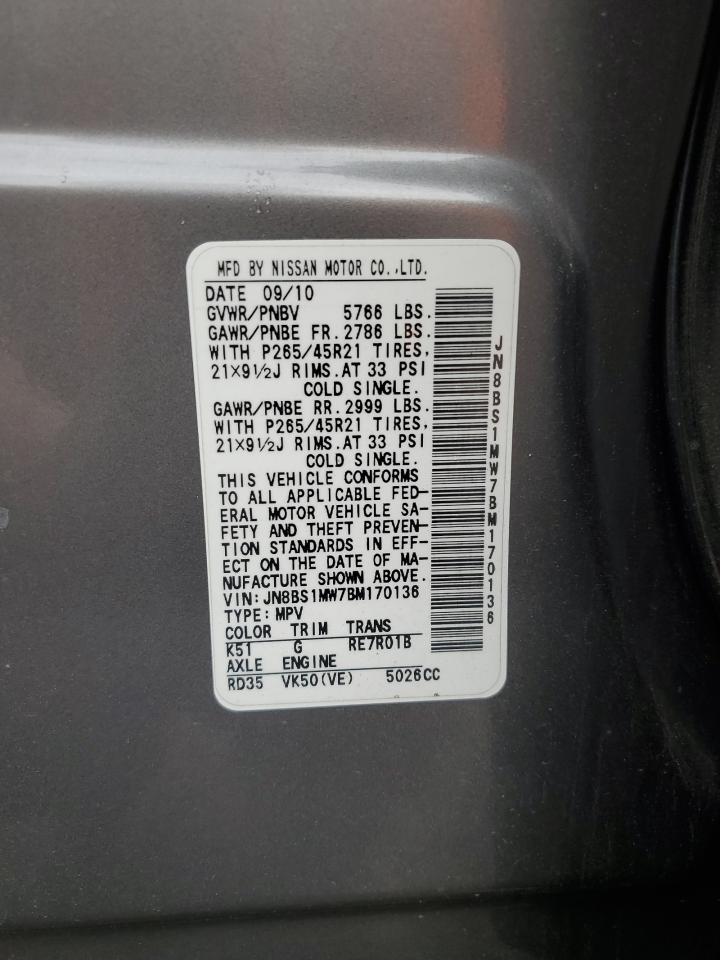 MFD BY NISSAN MOTOR CO.,LTD.
DATE 09/10
GVWR/PNBV 5766 LBS.
GAWR/PNBE FR. 2786 LBS.
WITH P265/45R21 TIRES,
21×9½J RIMS.AT 33 PSI
COLD SINGLE.
GAWR/PNBE RR. 2999 LBS.
WITH P265/45R21 TIRES,
21×9½J RIMS.AT 33 PSI
COLD SINGLE.
THIS VEHICLE CONFORMS
TO ALL APPLICABLE FED-
ERAL MOTOR VEHICLE SA-
FETY AND THEFT PREVEN-
TION STANDARDS IN EFF-
ECT ON THE DATE OF MA-
NUFACTURE SHOWN ABOVE.
VIN: JN8BS1MW7BM170136
TYPE: MPV
COLOR TRIM TRANS
K51 G RE7R01B
AXLE ENGINE
RD35 VK50(VE) 5026CC
JN8BS1MW7BM170136